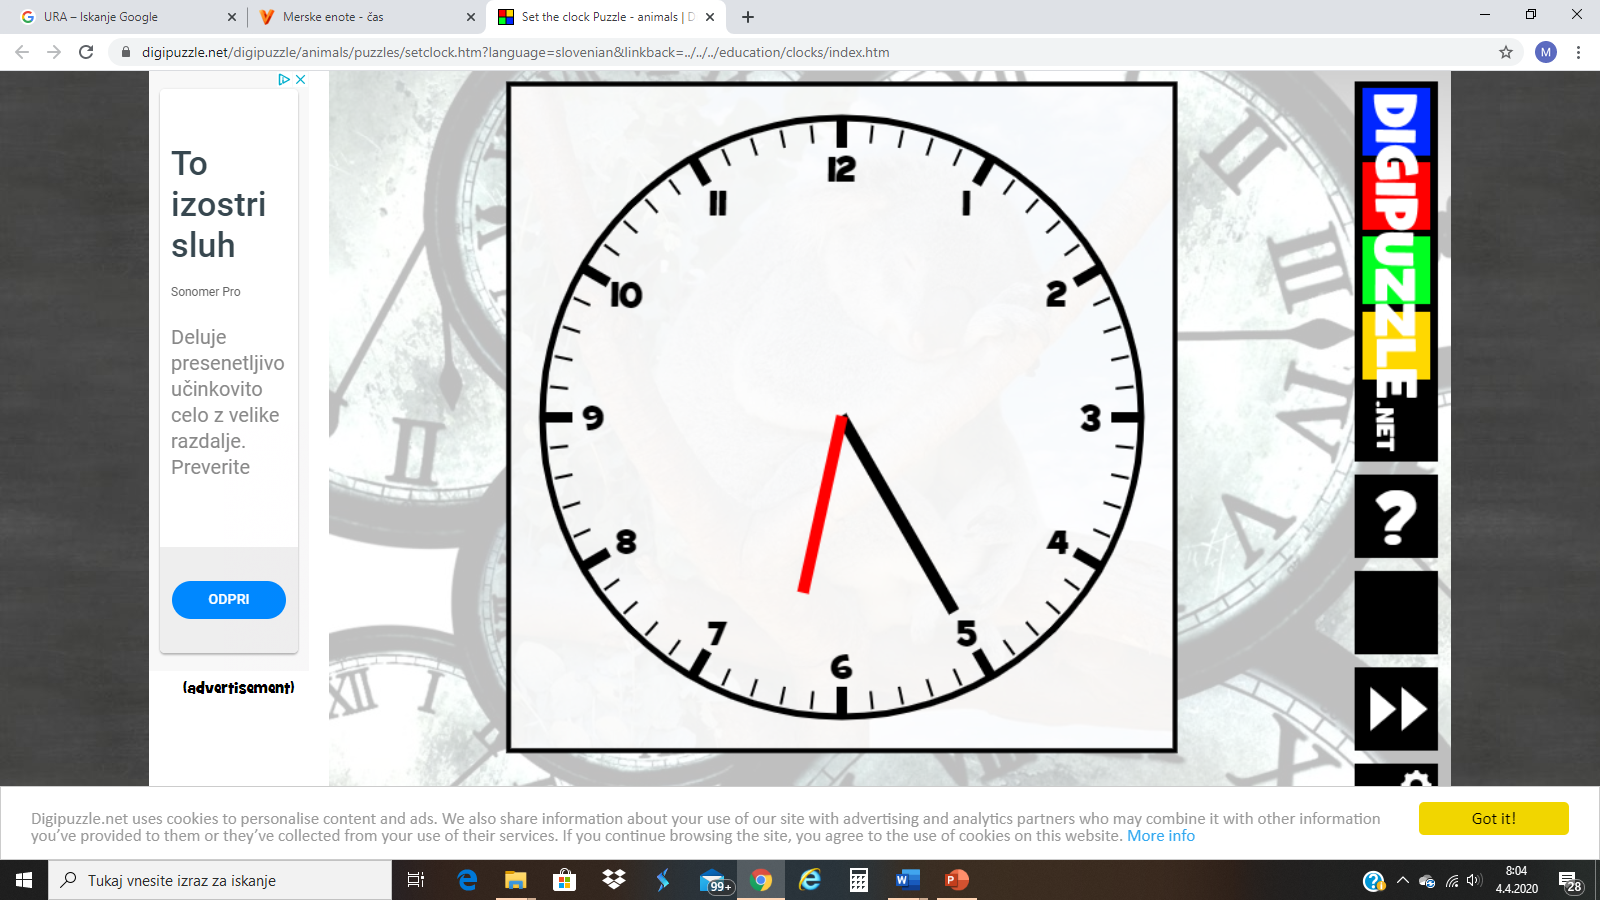 URA – Iskanje Google
Merske enote - čas
Set the clock Puzzle - animals | D
digipuzzle.net/digipuzzle/animals/puzzles/setclock.htm?language=slovenian&linkback=../../../education/clocks/index.htm
M
To
izostri
sluh
Sonomer Pro
Deluje
presenetljivo
učinkovito
celo z velike
razdalje.
Preverite
ODPRI
(advertisement)
12
11
1
10
2
9
3
8
4
7
5
6
II
III
III
V
II
XII
I
X
DIGIPUZZLE.NET
?
Digipuzzle.net uses cookies to personalise content and ads. We also share information about your use of our site with advertising and analytics partners who may combine it with other information
you've provided to them or they've collected from your use of their services. If you continue browsing the site, you agree to the use of cookies on this website. More info
Got it!
Tukaj vnesite izraz za iskanje
99+
8:04
4.4.2020
28